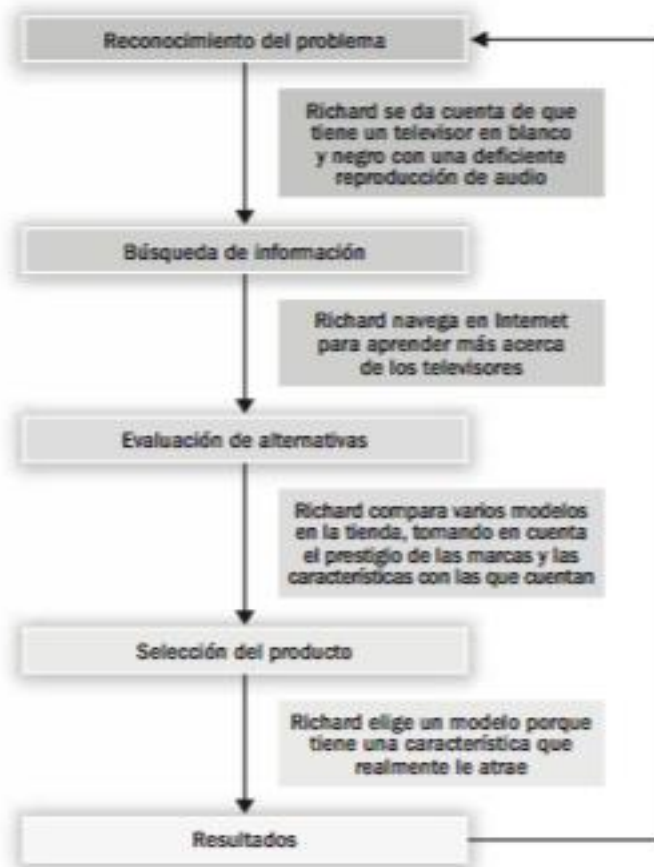 Reconocimiento del problema
Richard se da cuenta de que
tiene un televisor en blanco
y negro con una deficiente
reproducción de audio
Búsqueda de información
Richard navega en Internet
para aprender más acerca
de los televisores
Evaluación de alternativas
Richard compara varios modelos
en la tienda, tomando en cuenta
el prestigio de las marcas y las
características con las que cuentan
Selección del producto
Richard elige un modelo porque
tiene una característica que
realmente le atrae
Resultados